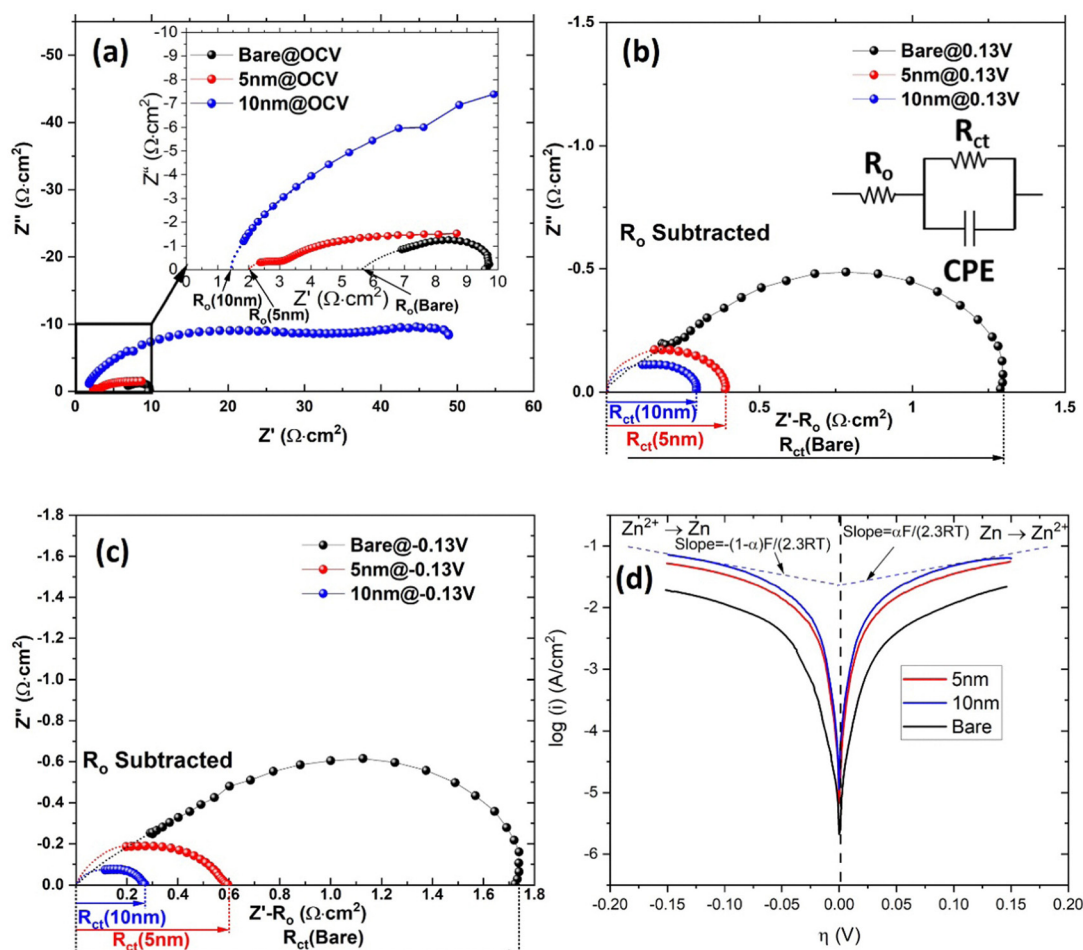 (a)
Bare@OCV
5nm@OCV
10nm@OCV
Z" (Ω·cm²)
-50
-40
-30
-20
-10
0
0 10 20 30 40 50 60
Z' (Ω·cm²)
Z" (Ω·cm²)
-10
-9
-8
-7
-6
-5
-4
-3
-2
-1
0
0 1 2 3 4 5 6 7 8 9 10
Z' (Ω·cm²)
Rₒ(10nm)
Rₒ(5nm)
Rₒ(Bare)
(b)
Bare@0.13V
5nm@0.13V
10nm@0.13V
Rct
Rₒ
CPE
Rₒ Subtracted
Z" (Ω·cm²)
-1.5
-1.0
-0.5
0.0
0.5 1 1.5
Z'-Rₒ (Ω·cm²)
Rct(10nm)
Rct(5nm)
Rct(Bare)
(c)
Bare@-0.13V
5nm@-0.13V
10nm@-0.13V
Rₒ Subtracted
Z" (Ω·cm²)
-1.8
-1.6
-1.4
-1.2
-1.0
-0.8
-0.6
-0.4
-0.2
0.0
0.2 0.4 0.6 0.8 1.0 1.2 1.4 1.6 1.8
Z'-Rₒ (Ω·cm²)
Rct(10nm)
Rct(5nm)
Rct(Bare)
(d)
Zn²⁺ → Zn
Slope=-(1-α)F/(2.3RT)
Slope=αF/(2.3RT)
Zn → Zn²⁺
5nm
10nm
Bare
log (i) (A/cm²)
-1
-2
-3
-4
-5
-6
-0.20 -0.15 -0.10 -0.05 0.00 0.05 0.10 0.15 0.20
η (V)